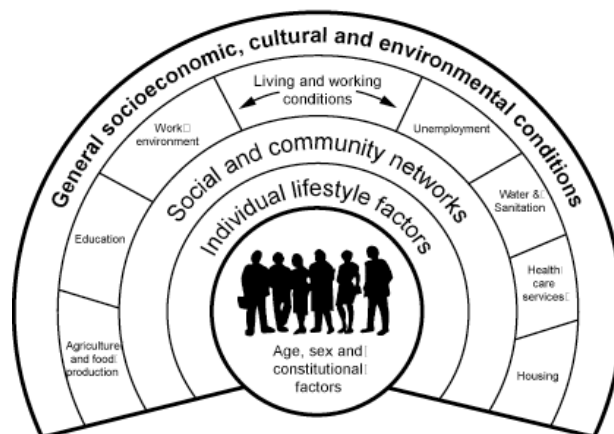 General socioeconomic, cultural and environmental conditions
Living and working
conditions
Work
environment
Unemployment
Social and community networks
Education
Water &
Sanitation
Individual lifestyle factors
Health
care
services
Agriculture
and food
production
Housing
Age, sex and
constitutional
factors